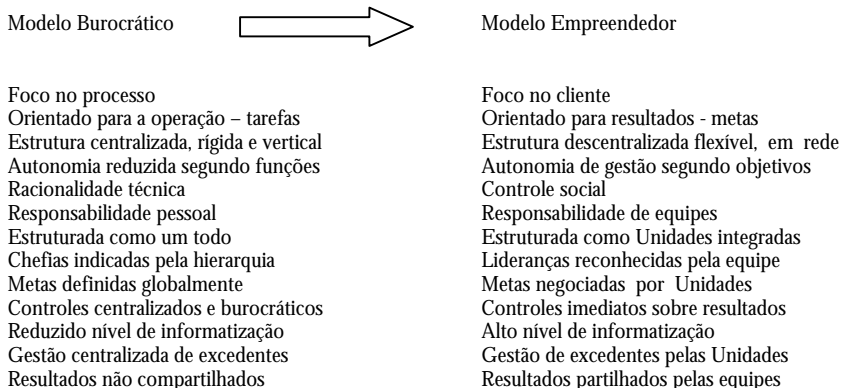 Modelo Burocrático Modelo Empreendedor
Foco no processo Foco no cliente
Orientado para a operação – tarefas Orientado para resultados - metas
Estrutura centralizada, rígida e vertical Estrutura descentralizada flexível, em rede
Autonomia reduzida segundo funções Autonomia de gestão segundo objetivos
Racionalidade técnica Controle social
Responsabilidade pessoal Responsabilidade de equipes
Estruturada como um todo Estruturada como Unidades integradas
Chefias indicadas pela hierarquia Lideranças reconhecidas pela equipe
Metas definidas globalmente Metas negociadas por Unidades
Controles centralizados e burocráticos Controles imediatos sobre resultados
Reduzido nível de informatização Alto nível de informatização
Gestão centralizada de excedentes Gestão de excedentes pelas Unidades
Resultados não compartilhados Resultados partilhados pelas equipes